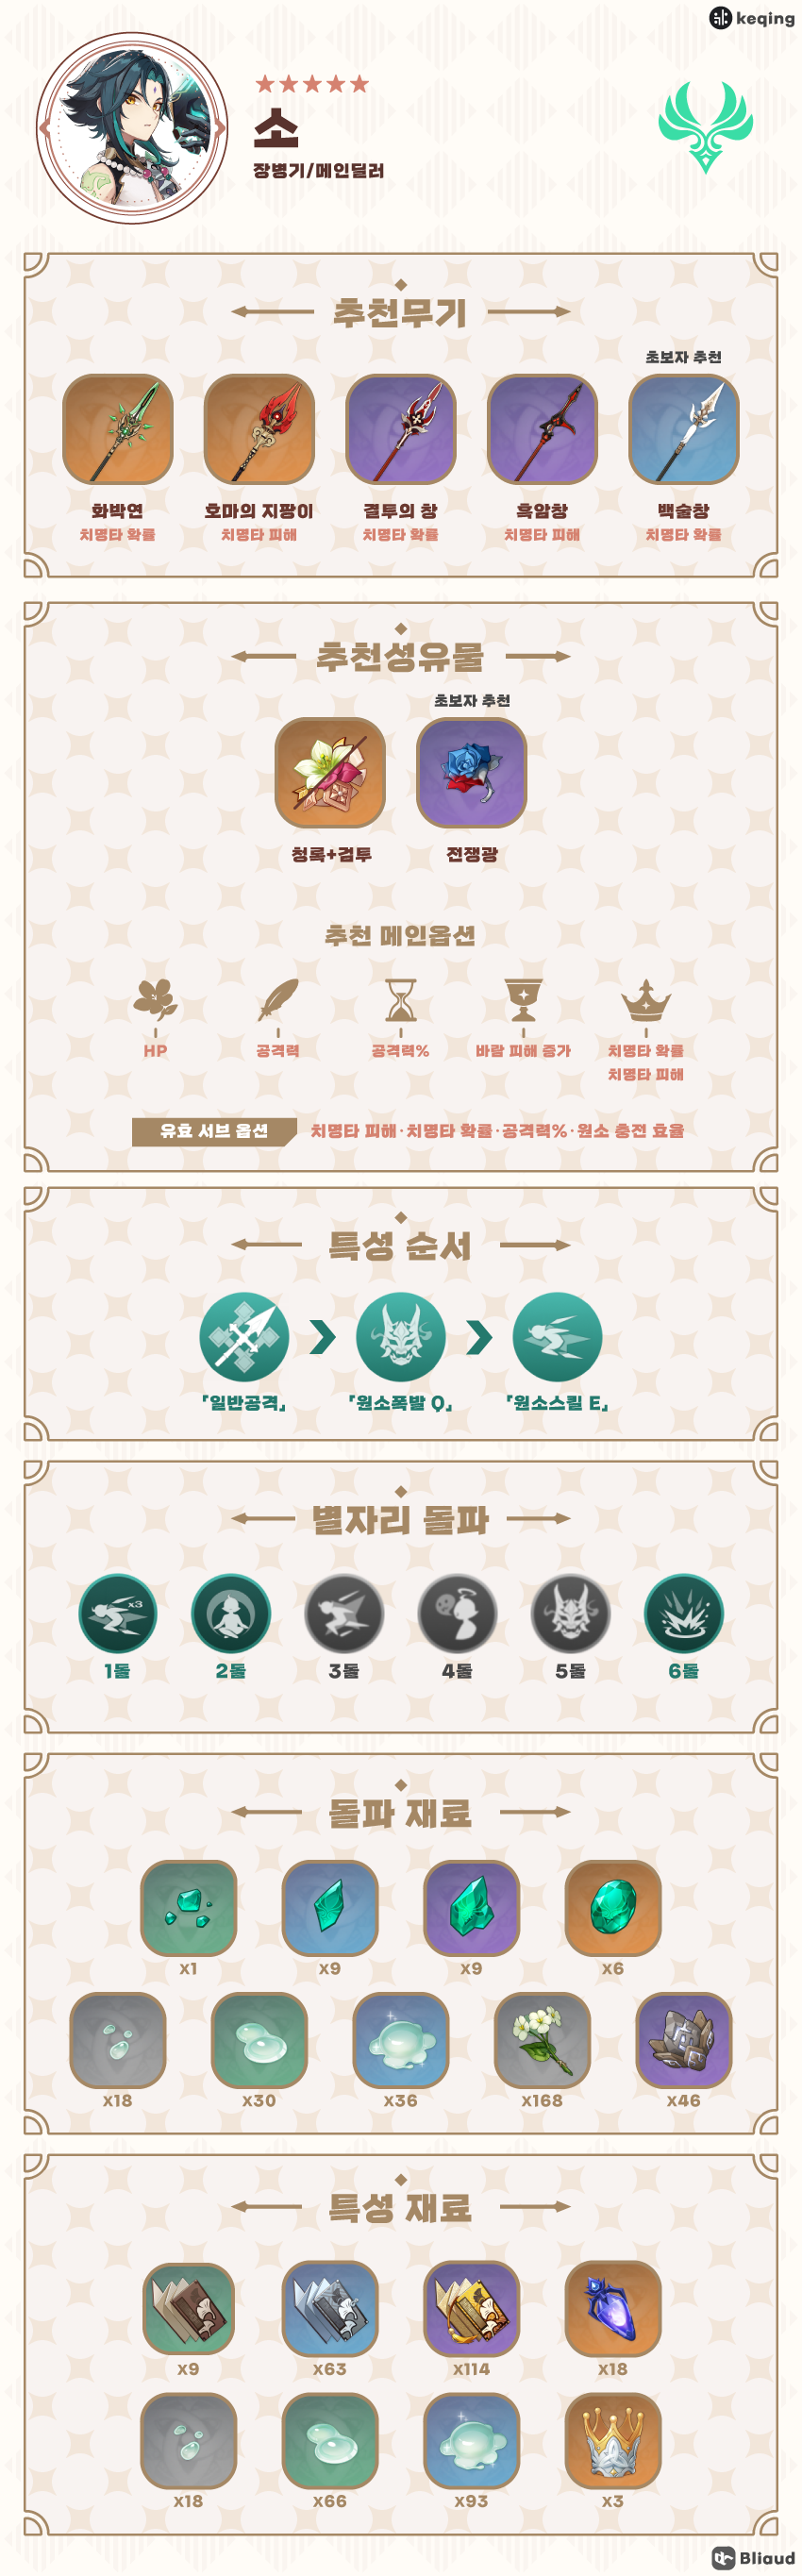 keqing
소
장병기/메인딜러
추천무기
초보자 추천
화박연
호마의 지팡이
결투의 창
흑암창
백술창
치명타 확률
치명타 피해
치명타 확률
치명타 피해
치명타 확률
추천성유물
초보자 추천
청록+검투
전쟁광
추천 메인옵션
HP
공격력
공격력%
바람 피해 증가
치명타 확률
치명타 피해
유효 서브 옵션
치명타 피해·치명타 확률·공격력%·원소 충전 효율
특성 순서
「일반공격」
「원소폭발 Q」
「원소스킬 E」
별자리 돌파
x3
1돌
2돌
3돌
4돌
5돌
6돌
돌파 재료
x1
x9
x9
x6
x18
x30
x36
x168
x46
특성 재료
x9
x63
x114
x18
x18
x66
x93
x3
Bliaud